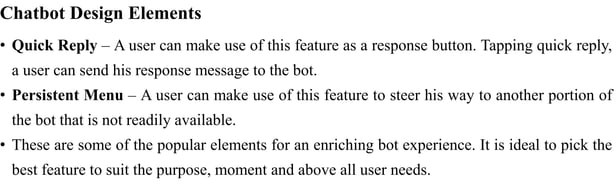 Chatbot Design Elements
• Quick Reply – A user can make use of this feature as a response button. Tapping quick reply,
a user can send his response message to the bot.
• Persistent Menu – A user can make use of this feature to steer his way to another portion of
the bot that is not readily available.
• These are some of the popular elements for an enriching bot experience. It is ideal to pick the
best feature to suit the purpose, moment and above all user needs.